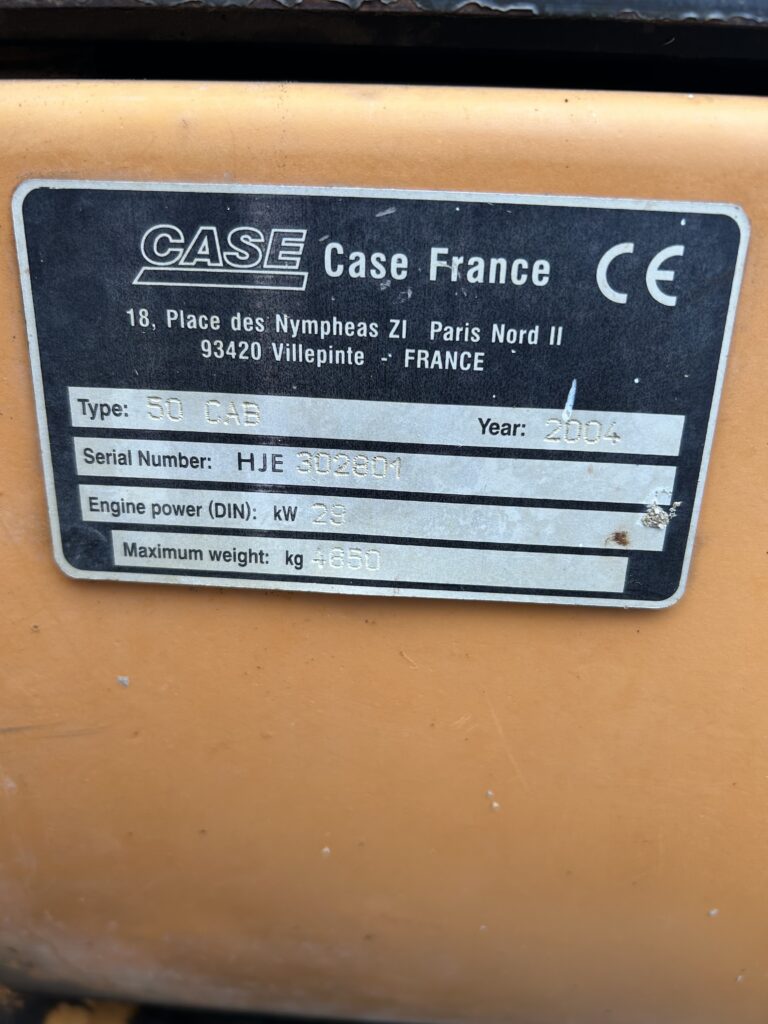 CASE Case France CE
18, Place des Nympheas ZI Paris Nord II
93420 Villepinte - FRANCE
Type: 50 CAB Year: 2004
Serial Number: HJE 302801
Engine power (DIN): kW 29
Maximum weight: kg 4650